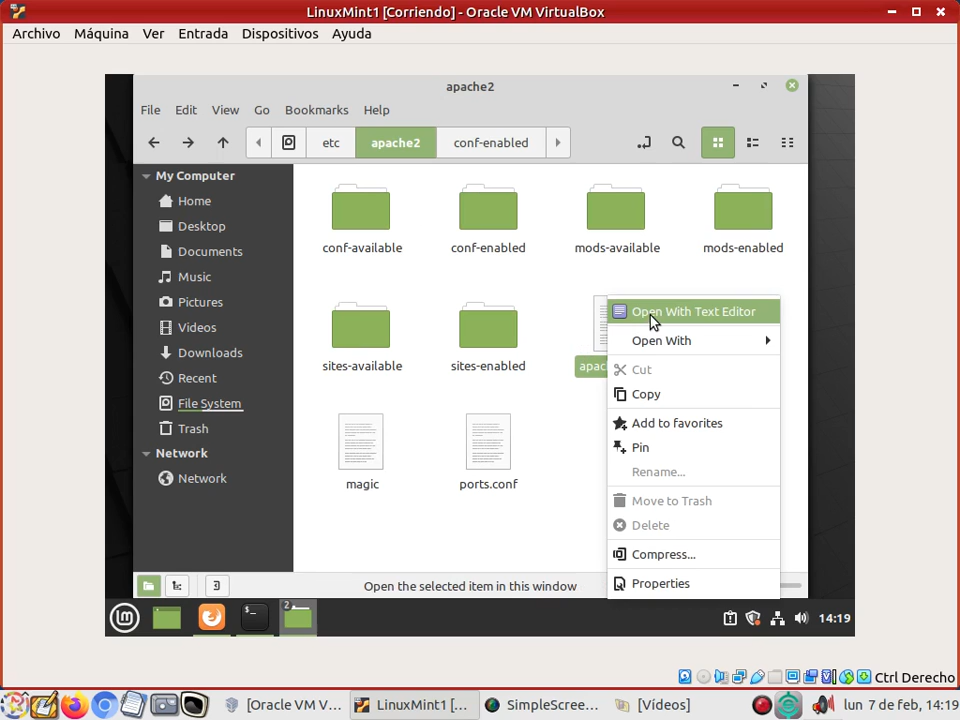 LinuxMint1 [Corriendo] - Oracle VM VirtualBox
Archivo Máquina Ver Entrada Dispositivos Ayuda
apache2
File Edit View Go Bookmarks Help
etc apache2 conf-enabled
My Computer
Home
Desktop
Documents
Music
Pictures
Videos
Downloads
Recent
File System
Trash
Network
Network
conf-available conf-enabled mods-available mods-enabled
sites-available sites-enabled apac
magic ports.conf
Open With Text Editor
Open With
Cut
Copy
Add to favorites
Pin
Rename...
Move to Trash
Delete
Compress...
Properties
Open the selected item in this window
2
14:19
Ctrl Derecho
[Oracle VM V... LinuxMint1 [... SimpleScree... [Vídeos] lun 7 de feb, 14:19